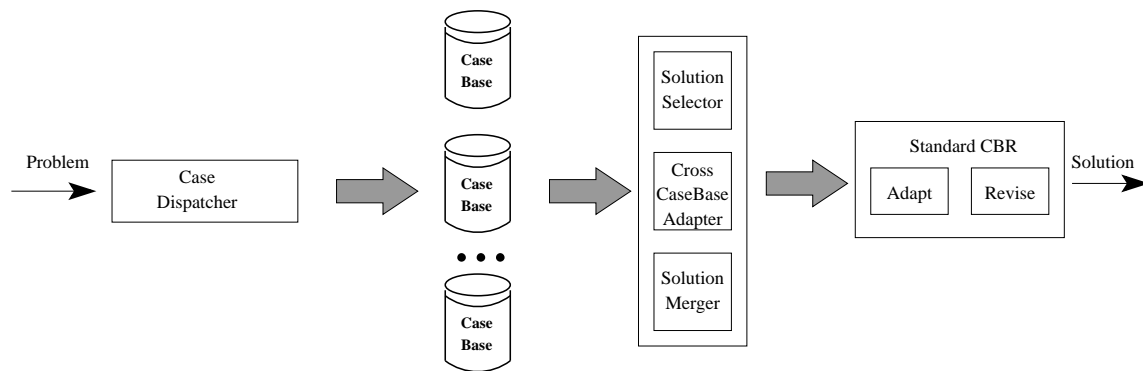 Problem
Case
Dispatcher
Case
Base
Case
Base
Case
Base
Solution
Selector
Cross
CaseBase
Adapter
Solution
Merger
Standard CBR
Adapt
Revise
Solution